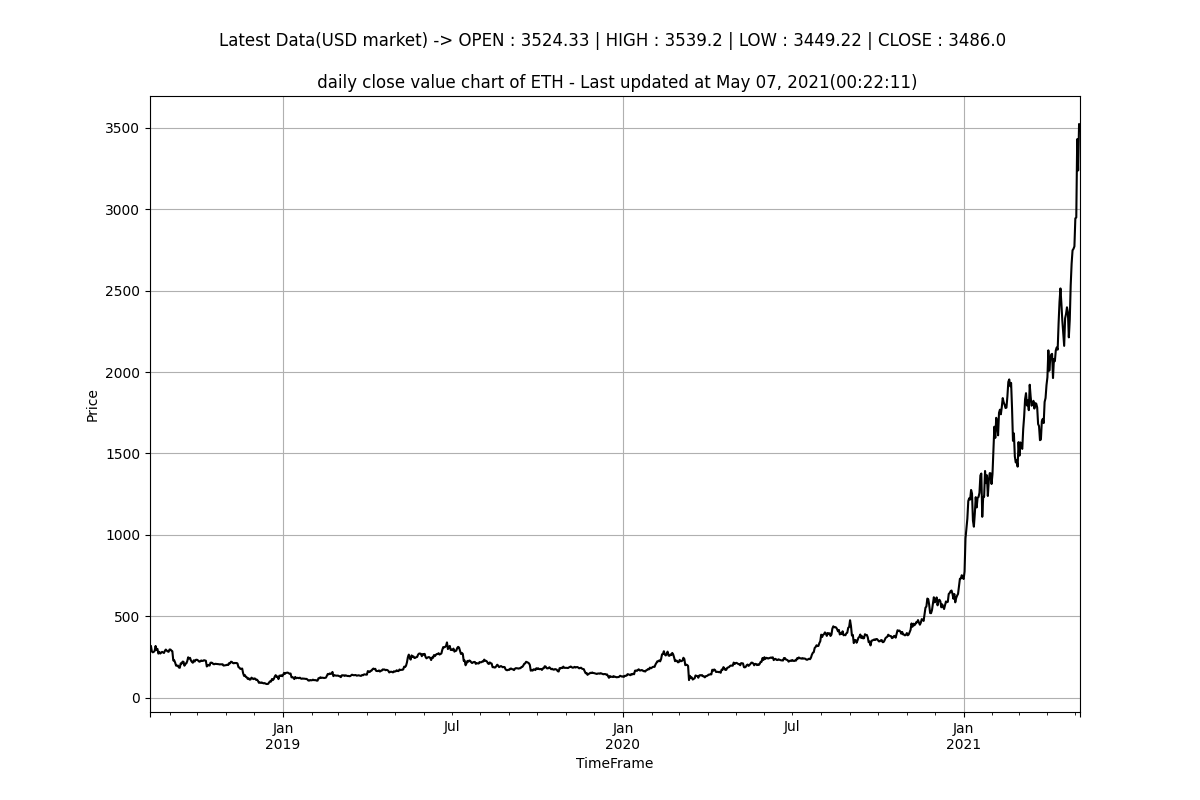 Latest Data(USD market) -> OPEN : 3524.33 | HIGH : 3539.2 | LOW : 3449.22 | CLOSE : 3486.0
daily close value chart of ETH - Last updated at May 07, 2021(00:22:11)
3500
3000
2500
2000
1500
1000
500
0
Price
Jan
2019
Jul
Jan
2020
Jul
Jan
2021
TimeFrame